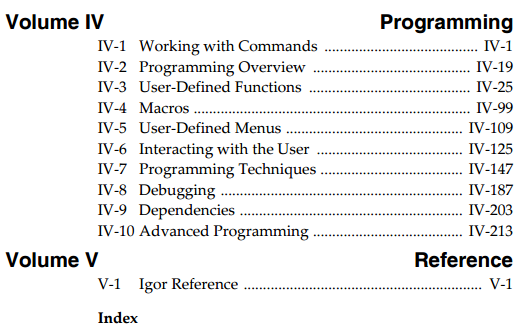 Volume IV Programming
IV-1 Working with Commands ......................................... IV-1
IV-2 Programming Overview .......................................... IV-19
IV-3 User-Defined Functions ........................................... IV-25
IV-4 Macros ......................................................................... IV-99
IV-5 User-Defined Menus ............................................... IV-109
IV-6 Interacting with the User ....................................... IV-125
IV-7 Programming Techniques ...................................... IV-147
IV-8 Debugging ................................................................ IV-187
IV-9 Dependencies ........................................................... IV-203
IV-10 Advanced Programming ........................................ IV-213
Volume V Reference
V-1 Igor Reference ............................................................... V-1
Index